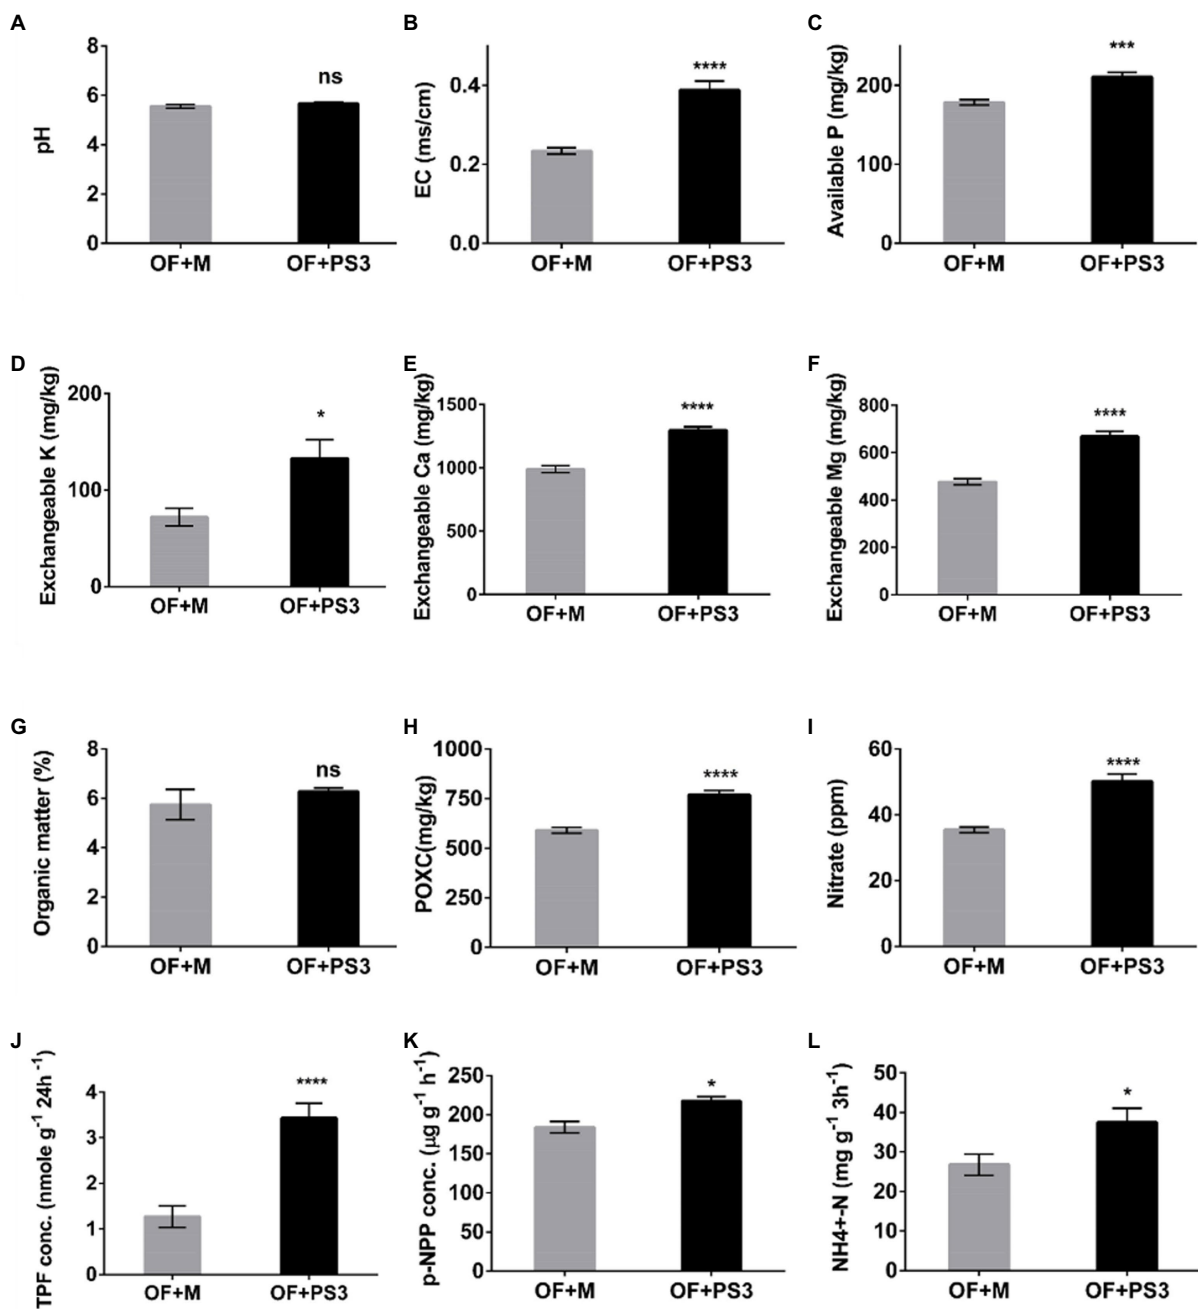 A
pH
8
6
4
2
0
ns
OF+M
OF+PS3
B
EC (ms/cm)
0.4
0.2
0.0
****
OF+M
OF+PS3
C
Available P (mg/kg)
200
100
0
***
OF+M
OF+PS3
D
Exchangeable K (mg/kg)
200
100
0
*
OF+M
OF+PS3
E
Exchangeable Ca (mg/kg)
1500
1000
500
0
****
OF+M
OF+PS3
F
Exchangeable Mg (mg/kg)
800
600
400
200
0
****
OF+M
OF+PS3
G
Organic matter (%)
8
6
4
2
0
ns
OF+M
OF+PS3
H
POXC(mg/kg)
1000
750
500
250
0
****
OF+M
OF+PS3
I
Nitrate (ppm)
60
40
20
0
****
OF+M
OF+PS3
J
TPF conc. (nmole g⁻¹ 24h ⁻¹)
4
3
2
1
0
****
OF+M
OF+PS3
K
p-NPP conc. (μg g⁻¹ h⁻¹)
250
200
150
100
50
0
*
OF+M
OF+PS3
L
NH4+-N (mg g⁻¹ 3h⁻¹)
50
40
30
20
10
0
*
OF+M
OF+PS3